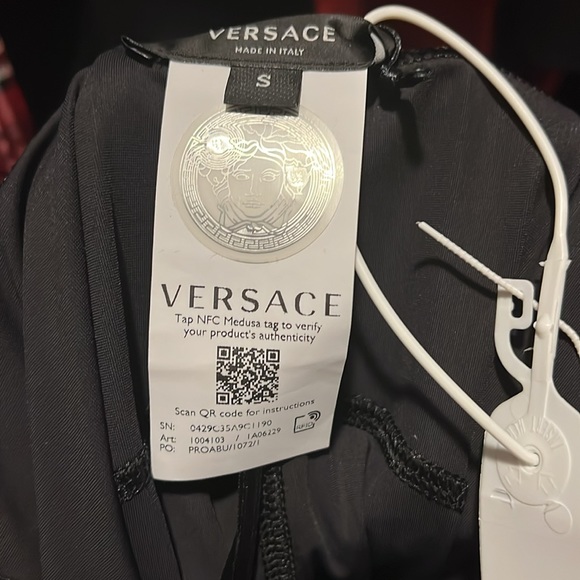 VERSACE
MADE IN ITALY
S
VERSACE
Tap NFC Medusa tag to verify
your product's authenticity
Scan QR code for instructions
SN: 0429C35A9C1190
Art: 1004103 / 1A06229
PO: PROABU/1072/1
RFID